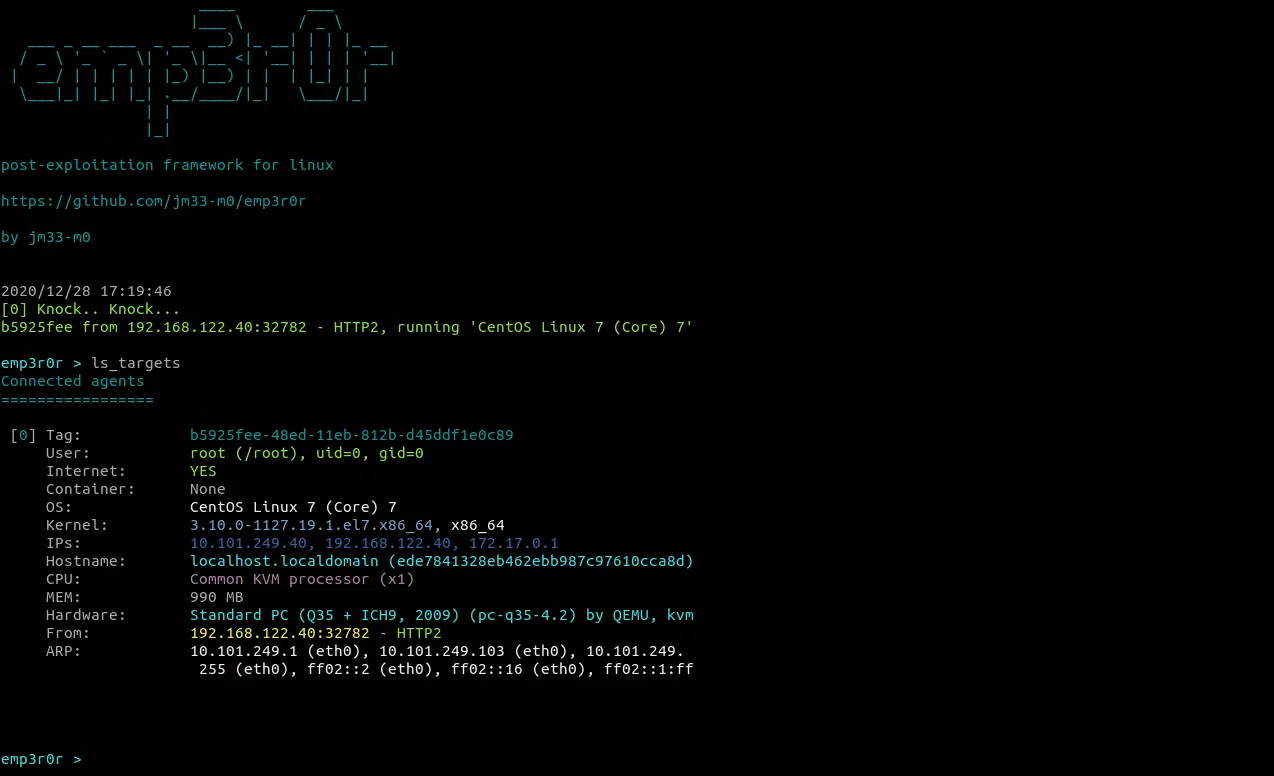 emp3r0r
post-exploitation framework for linux
https://github.com/jm33-m0/emp3r0r
by jm33-m0
2020/12/28 17:19:46
[0] Knock.. Knock...
b5925fee from 192.168.122.40:32782 - HTTP2, running 'CentOS Linux 7 (Core) 7'
emp3r0r > ls_targets
Connected agents
=================
[0] Tag: b5925fee-48ed-11eb-812b-d45ddf1e0c89
User: root (/root), uid=0, gid=0
Internet: YES
Container: None
OS: CentOS Linux 7 (Core) 7
Kernel: 3.10.0-1127.19.1.el7.x86_64, x86_64
IPs: 10.101.249.40, 192.168.122.40, 172.17.0.1
Hostname: localhost.localdomain (ede7841328eb462ebb987c97610cca8d)
CPU: Common KVM processor (x1)
MEM: 990 MB
Hardware: Standard PC (Q35 + ICH9, 2009) (pc-q35-4.2) by QEMU, kvm
From: 192.168.122.40:32782 - HTTP2
ARP: 10.101.249.1 (eth0), 10.101.249.103 (eth0), 10.101.249.
255 (eth0), ff02::2 (eth0), ff02::16 (eth0), ff02::1:ff
emp3r0r >